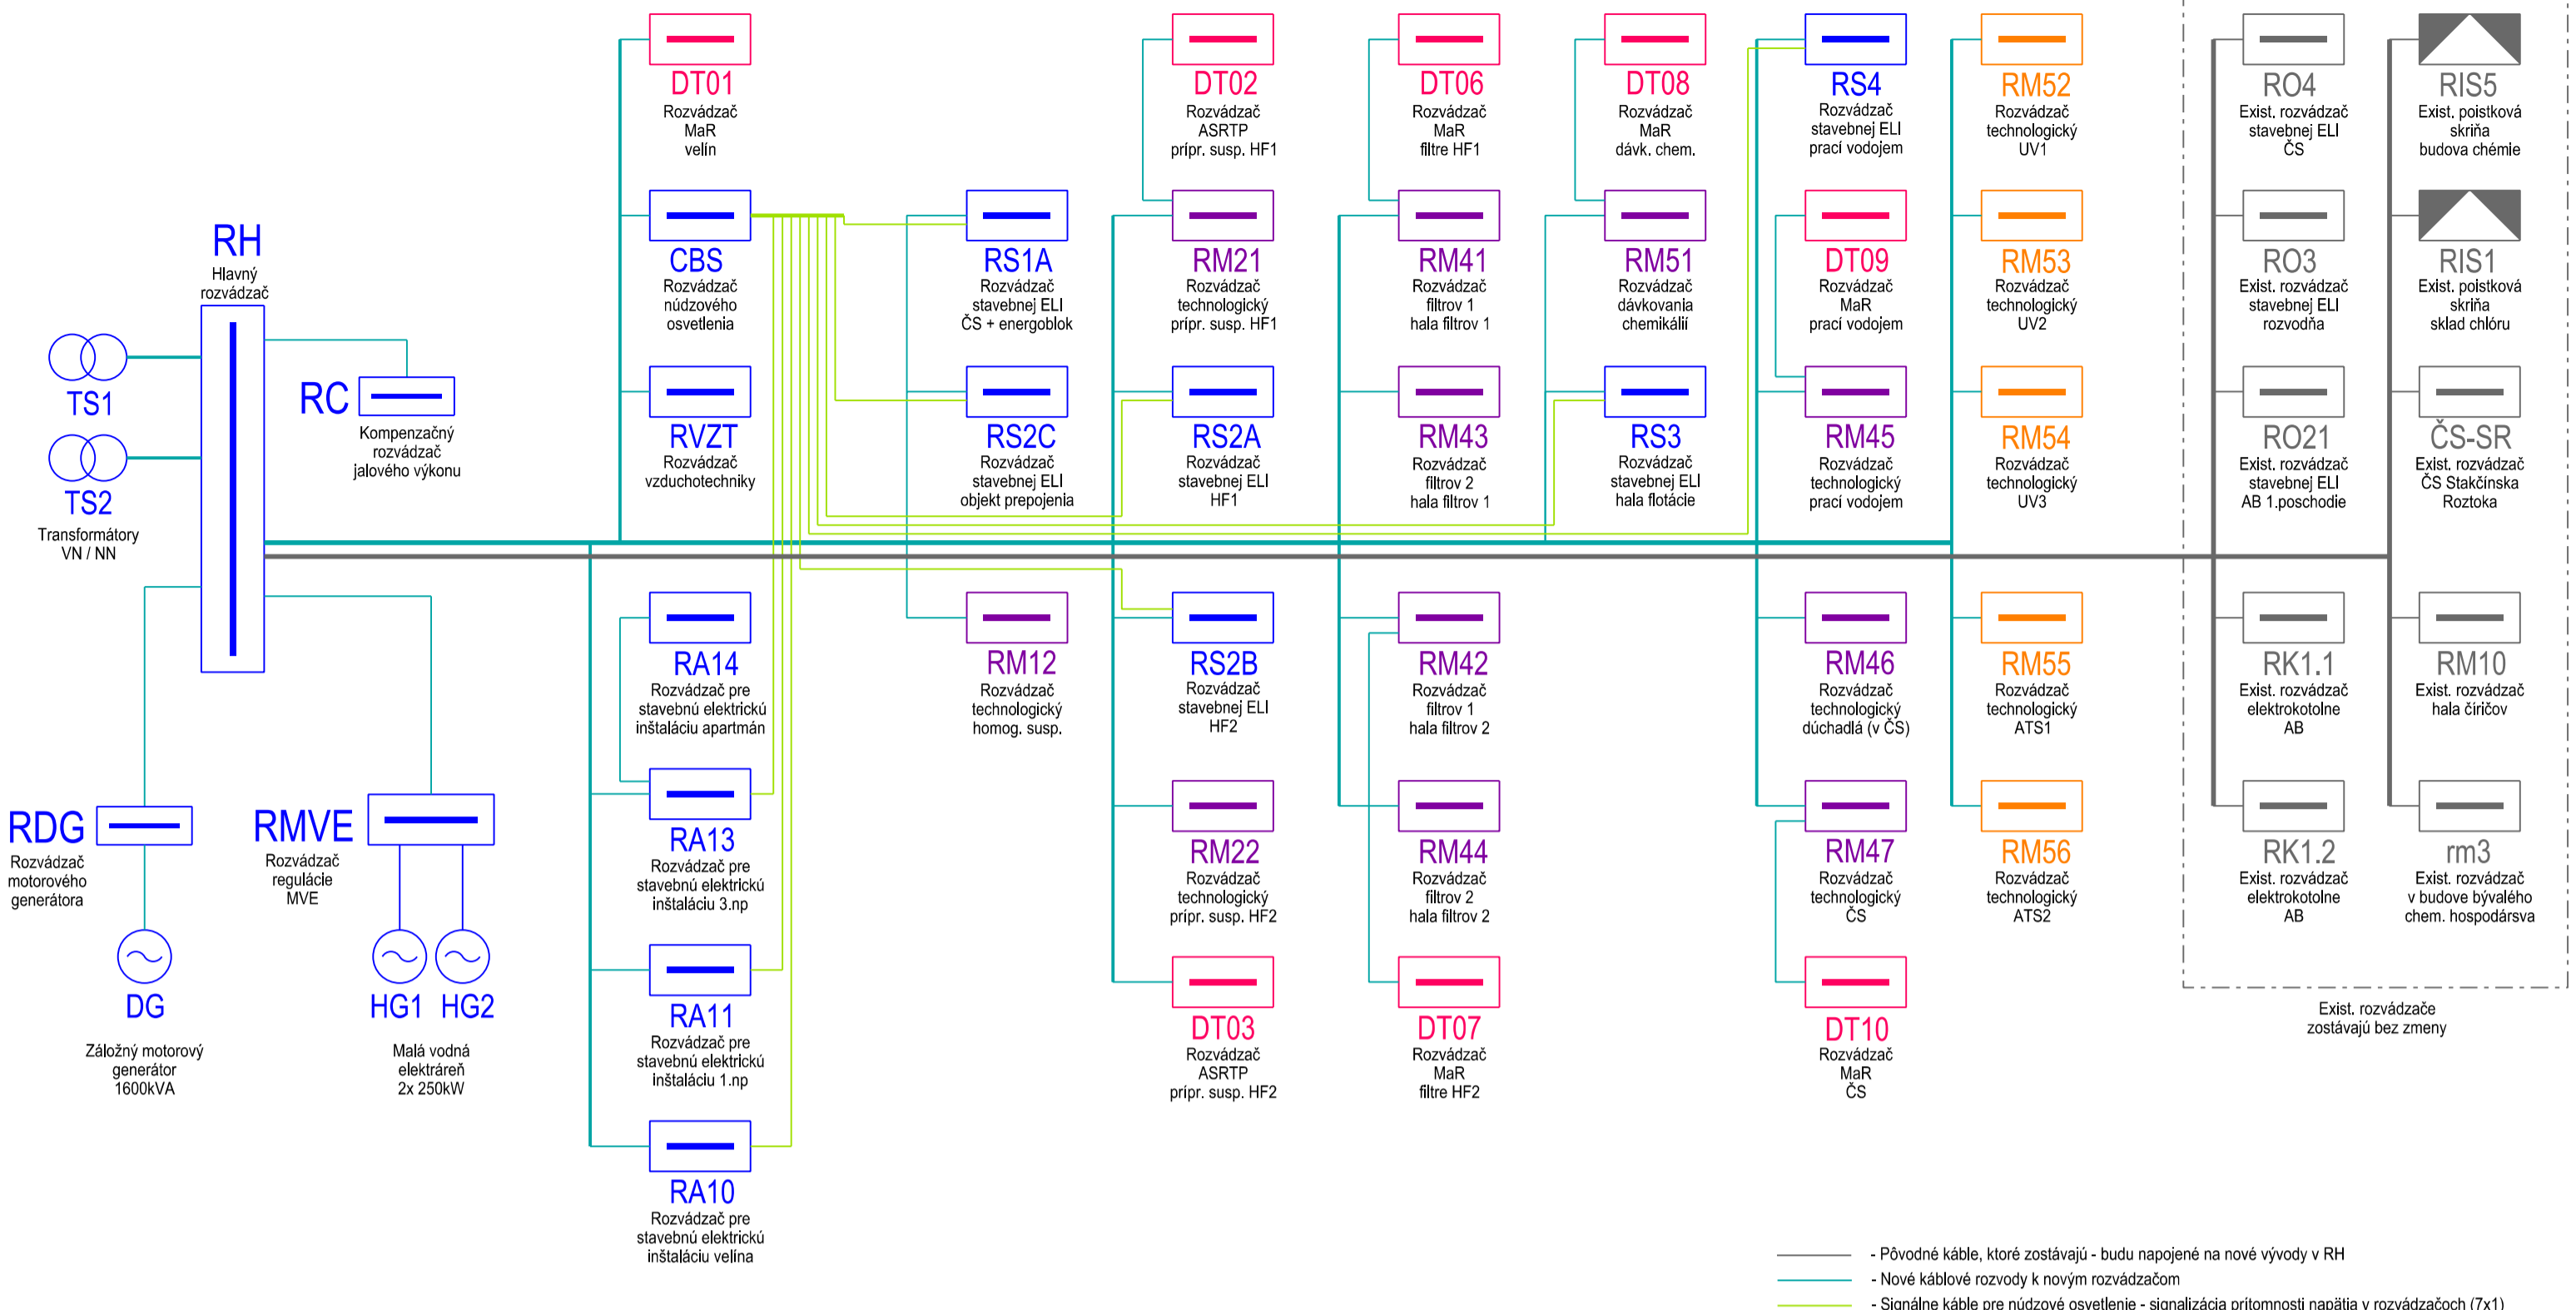 DT01
Rozvádzač
MaR
velín
DT02
Rozvádzač
ASRTP
prípr. susp. HF1
DT06
Rozvádzač
MaR
filtre HF1
DT08
Rozvádzač
MaR
dávk. chem.
RS4
Rozvádzač
stavebnej ELI
prací vodojem
RM52
Rozvádzač
technologický
UV1
RO4
Exist. rozvádzač
stavebnej ELI
ČS
RIS5
Exist. poistková
skriňa
budova chémie
RH
Hlavný
rozvádzač
CBS
Rozvádzač
núdzového
osvetlenia
RS1A
Rozvádzač
stavebnej ELI
ČS + energoblok
RM21
Rozvádzač
technologický
prípr. susp. HF1
RM41
Rozvádzač
filtrov 1
hala filtrov 1
RM51
Rozvádzač
dávkovania
chemikálií
DT09
Rozvádzač
MaR
prací vodojem
RM53
Rozvádzač
technologický
UV2
RO3
Exist. rozvádzač
stavebnej ELI
rozvodňa
RIS1
Exist. poistková
skriňa
sklad chlóru
TS1
TS2
Transformátory
VN / NN
RC
Kompenzačný
rozvádzač
jalového výkonu
RVZT
Rozvádzač
vzduchotechniky
RS2C
Rozvádzač
stavebnej ELI
objekt prepojenia
RS2A
Rozvádzač
stavebnej ELI
HF1
RM43
Rozvádzač
filtrov 2
hala filtrov 1
RS3
Rozvádzač
stavebnej ELI
hala flotácie
RM45
Rozvádzač
technologický
prací vodojem
RM54
Rozvádzač
technologický
UV3
RO21
Exist. rozvádzač
stavebnej ELI
AB 1.poschodie
ČS-SR
Exist. rozvádzač
ČS Stakčínska
Roztoka
RA14
Rozvádzač pre
stavebnú elektrickú
inštaláciu apartmán
RM12
Rozvádzač
technologický
homog. susp.
RS2B
Rozvádzač
stavebnej ELI
HF2
RM42
Rozvádzač
filtrov 1
hala filtrov 2
RM46
Rozvádzač
technologický
dúchadlá (v ČS)
RM55
Rozvádzač
technologický
ATS1
RK1.1
Exist. rozvádzač
elektrokotolne
AB
RM10
Exist. rozvádzač
hala číričov
RDG
Rozvádzač
motorového
generátora
RMVE
Rozvádzač
regulácie
MVE
RA13
Rozvádzač pre
stavebnú elektrickú
inštaláciu 3.np
RM22
Rozvádzač
technologický
prípr. susp. HF2
RM44
Rozvádzač
filtrov 2
hala filtrov 2
RM47
Rozvádzač
technologický
ČS
RM56
Rozvádzač
technologický
ATS2
RK1.2
Exist. rozvádzač
elektrokotolne
AB
rm3
Exist. rozvádzač
v budove bývalého
chem. hospodársva
DG
Záložný motorový
generátor
1600kVA
HG1 HG2
Malá vodná
elektráreň
2x 250kW
RA11
Rozvádzač pre
stavebnú elektrickú
inštaláciu 1.np
DT03
Rozvádzač
ASRTP
prípr. susp. HF2
DT07
Rozvádzač
MaR
filtre HF2
DT10
Rozvádzač
MaR
ČS
Exist. rozvádzače
zostávajú bez zmeny
RA10
Rozvádzač pre
stavebnú elektrickú
inštaláciu velína
- Pôvodné káble, ktoré zostávajú - budu napojené na nové vývody v RH
- Nové káblové rozvody k novým rozvádzačom
- Signálne káble pre núdzové osvetlenie - signalizácia prítomnosti napätia v rozvádzačoch (7x1)